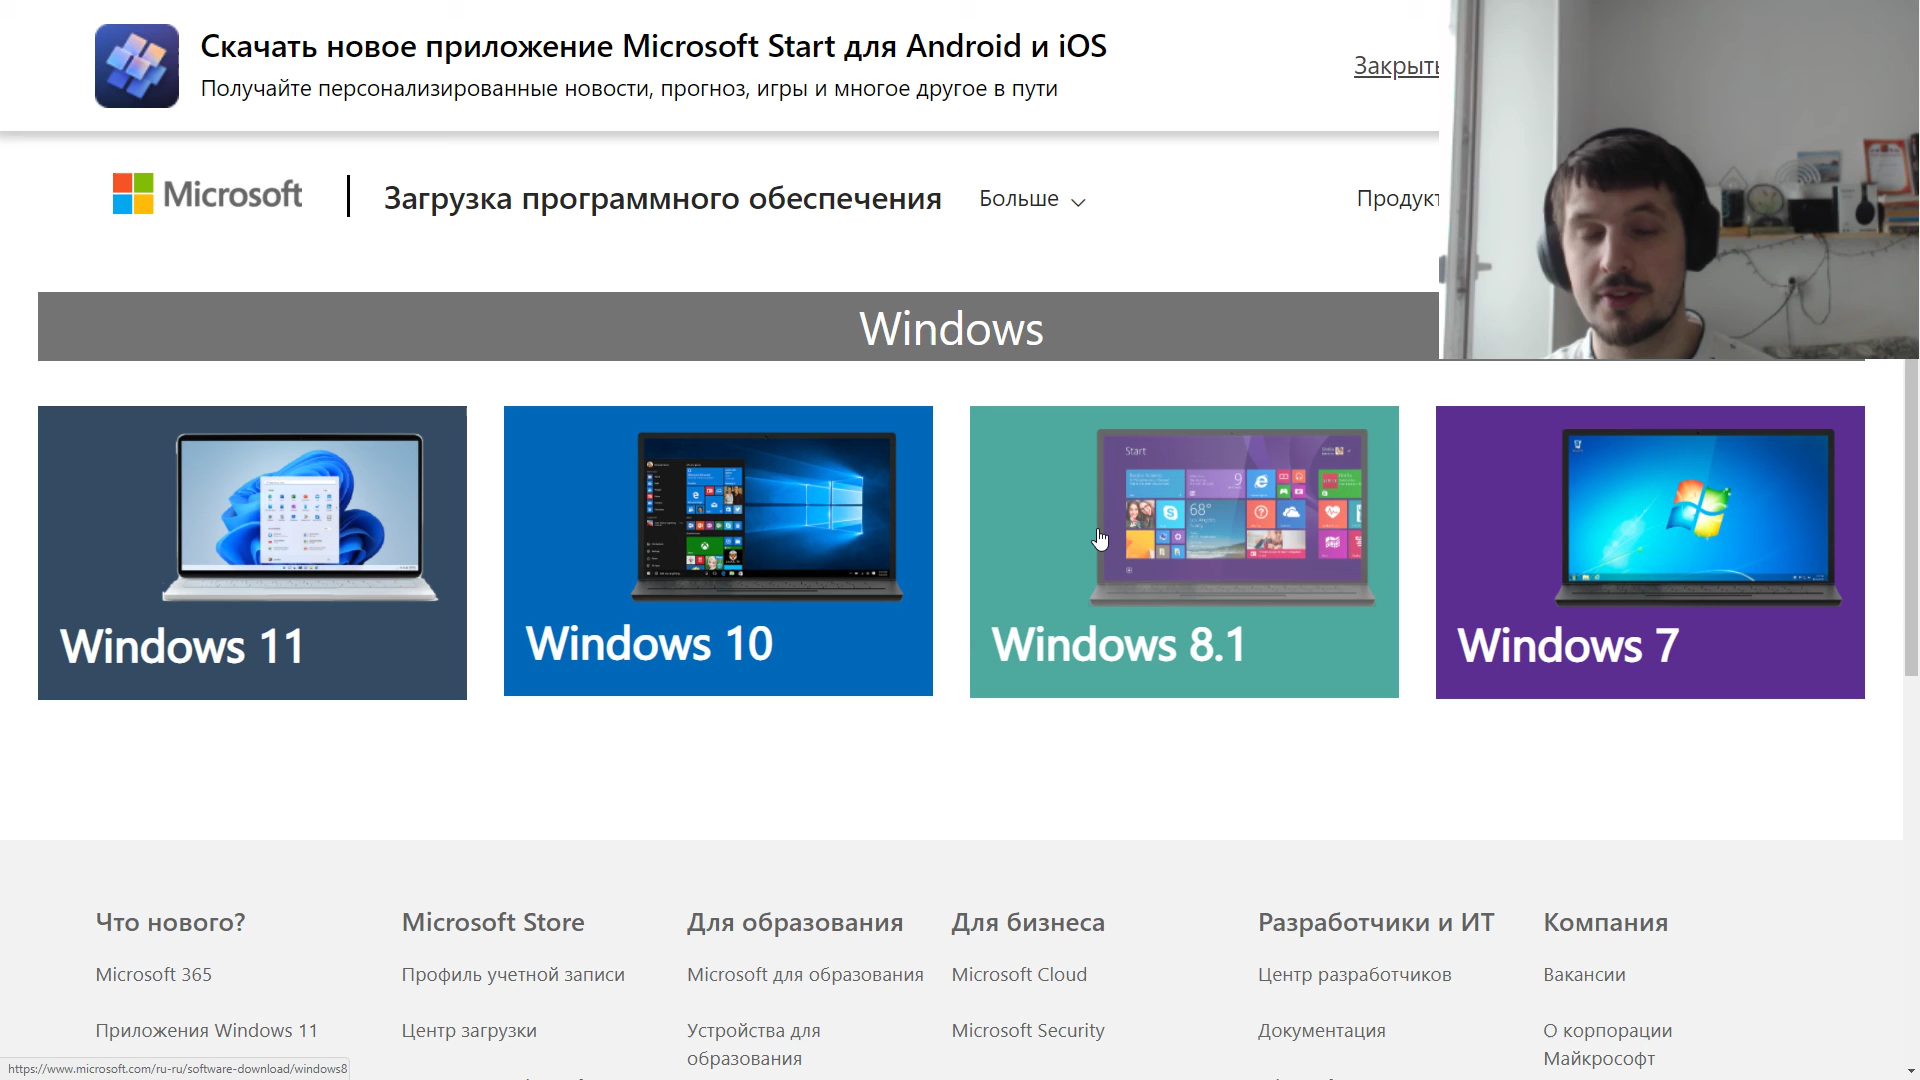 Скачать новое приложение Microsoft Start для Android и iOS
Получайте персонализированные новости, прогноз, игры и многое другое в пути
Закрыть
Microsoft
Загрузка программного обеспечения
Больше
Продукт
Windows
Windows 11
Windows 10
Start
68°
Windows 8.1
Windows 7
Что нового?
Microsoft Store
Для образования
Для бизнеса
Разработчики и ИТ
Компания
Microsoft 365
Профиль учетной записи
Microsoft для образования
Microsoft Cloud
Центр разработчиков
Вакансии
Приложения Windows 11
Центр загрузки
Устройства для
образования
Microsoft Security
Документация
О корпорации
Майкрософт
https://www.microsoft.com/ru-ru/software-download/windows8